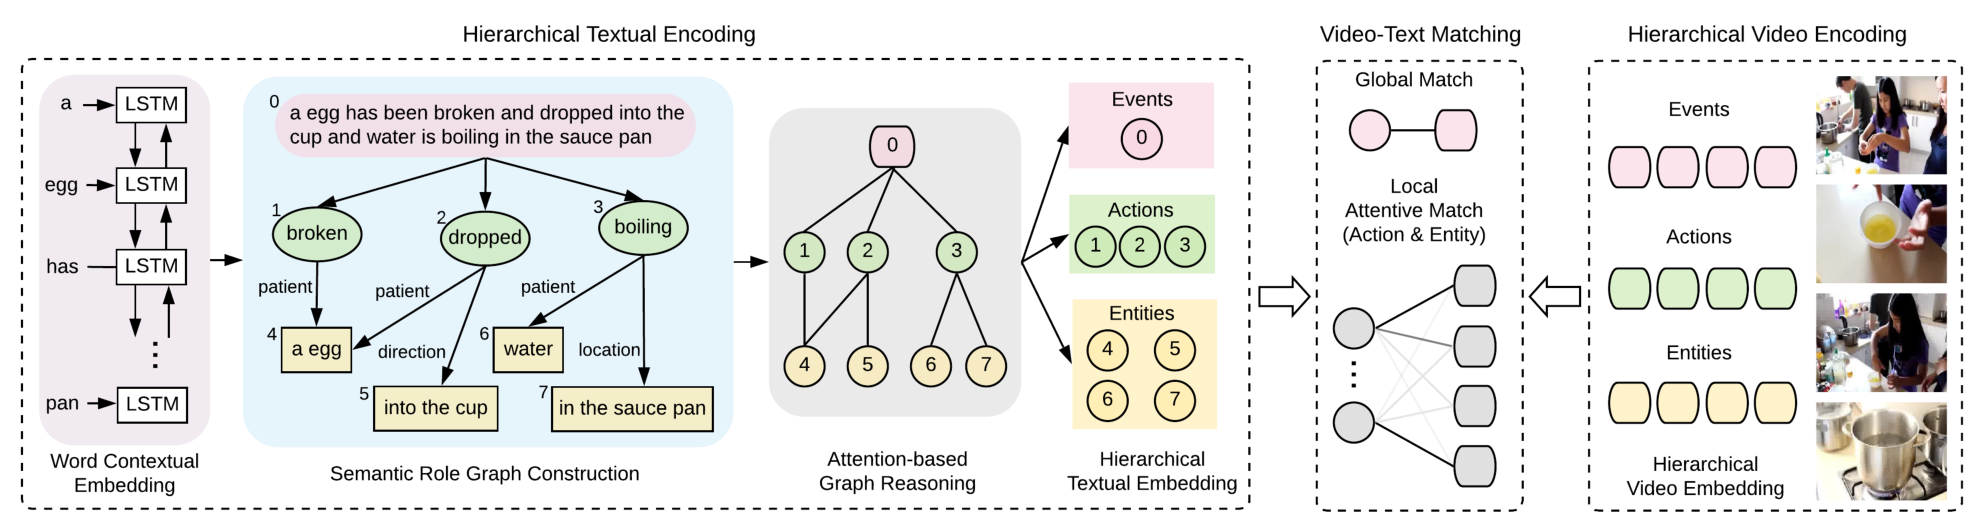 Hierarchical Textual Encoding
a
LSTM
egg
LSTM
has
LSTM
pan
LSTM
Word Contextual
Embedding
0
a egg has been broken and dropped into the
cup and water is boiling in the sauce pan
1
broken
2
dropped
3
boiling
patient
patient
patient
4
a egg
direction
6
water
location
5
into the cup
7
in the sauce pan
Semantic Role Graph Construction
0
1
2
3
4
5
6
7
Attention-based
Graph Reasoning
Events
0
Actions
1 2 3
Entities
4 5
6 7
Hierarchical
Textual Embedding
Video-Text Matching
Global Match
Local
Attentive Match
(Action & Entity)
Hierarchical Video Encoding
Events
Actions
Entities
Hierarchical
Video Embedding